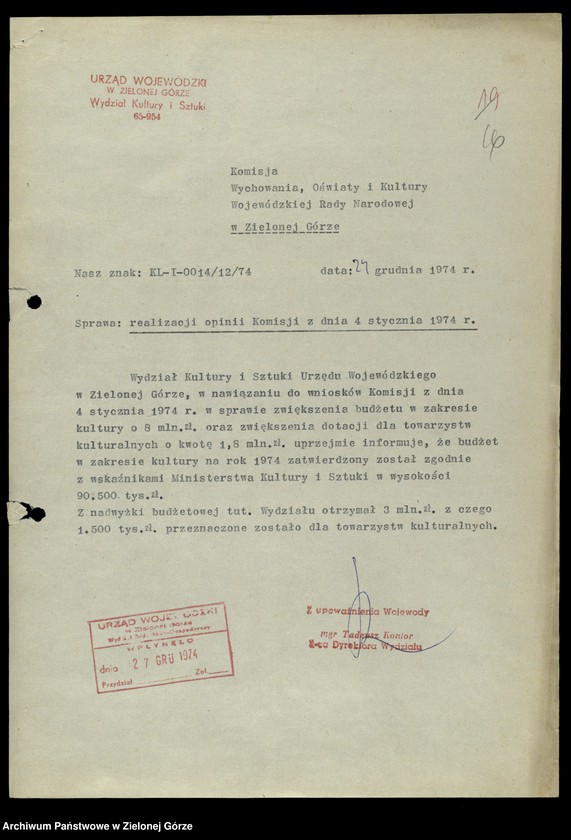 URZĄD WOJEWÓDZKI
W ZIELONEJ GÓRZE
Wydział Kultury i Sztuki
65-954
19
Komisja
Wychowania, Oświaty i Kultury
Wojewódzkiej Rady Narodowej
w Zielonej Górze
Nasz znak: KL-I-0014/12/74 data: 27 grudnia 1974 r.
Sprawa: realizacji opinii Komisji z dnia 4 stycznia 1974 r.
Wydział Kultury i Sztuki Urzędu Wojewódzkiego
w Zielonej Górze, w nawiązaniu do wniosków Komisji z dnia
4 stycznia 1974 r. w sprawie zwiększenia budżetu w zakresie
kultury o 8 mln.zł. oraz zwiększenia dotacji dla towarzystw
kulturalnych o kwotę 1,8 mln.zł. uprzejmie informuje, że budżet
w zakresie kultury na rok 1974 zatwierdzony został zgodnie
z wskaźnikami Ministerstwa Kultury i Sztuki w wysokości
90.500 tys.zł.
Z nadwyżki budżetowej tut. Wydziału otrzymał 3 mln.zł. z czego
1.500 tys.zł. przeznaczone zostało dla towarzystw kulturalnych.
Z upoważnienia Wojewody
mgr Tadeusz Konior
Z-ca Dyrektora Wydziału
URZĄD WOJEWÓDZKI
w Zielonej Górze
WPŁYNĘŁO
dnia 27 GRU 1974
Przydział Zał.
Archiwum Państwowe w Zielonej Górze